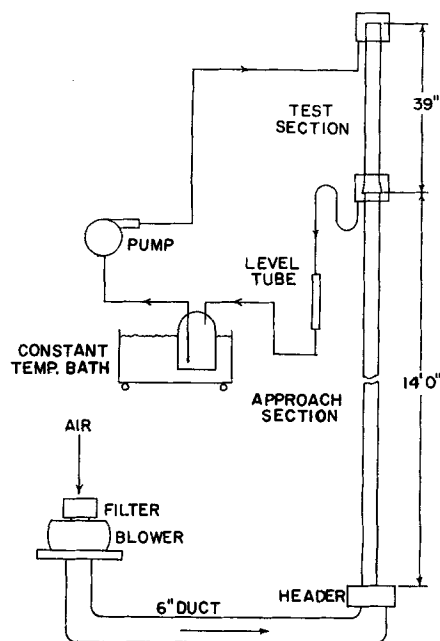 39"
TEST
SECTION
PUMP
LEVEL
TUBE
CONSTANT
TEMP. BATH
APPROACH
SECTION
14'0"
AIR
FILTER
BLOWER
HEADER
6" DUCT